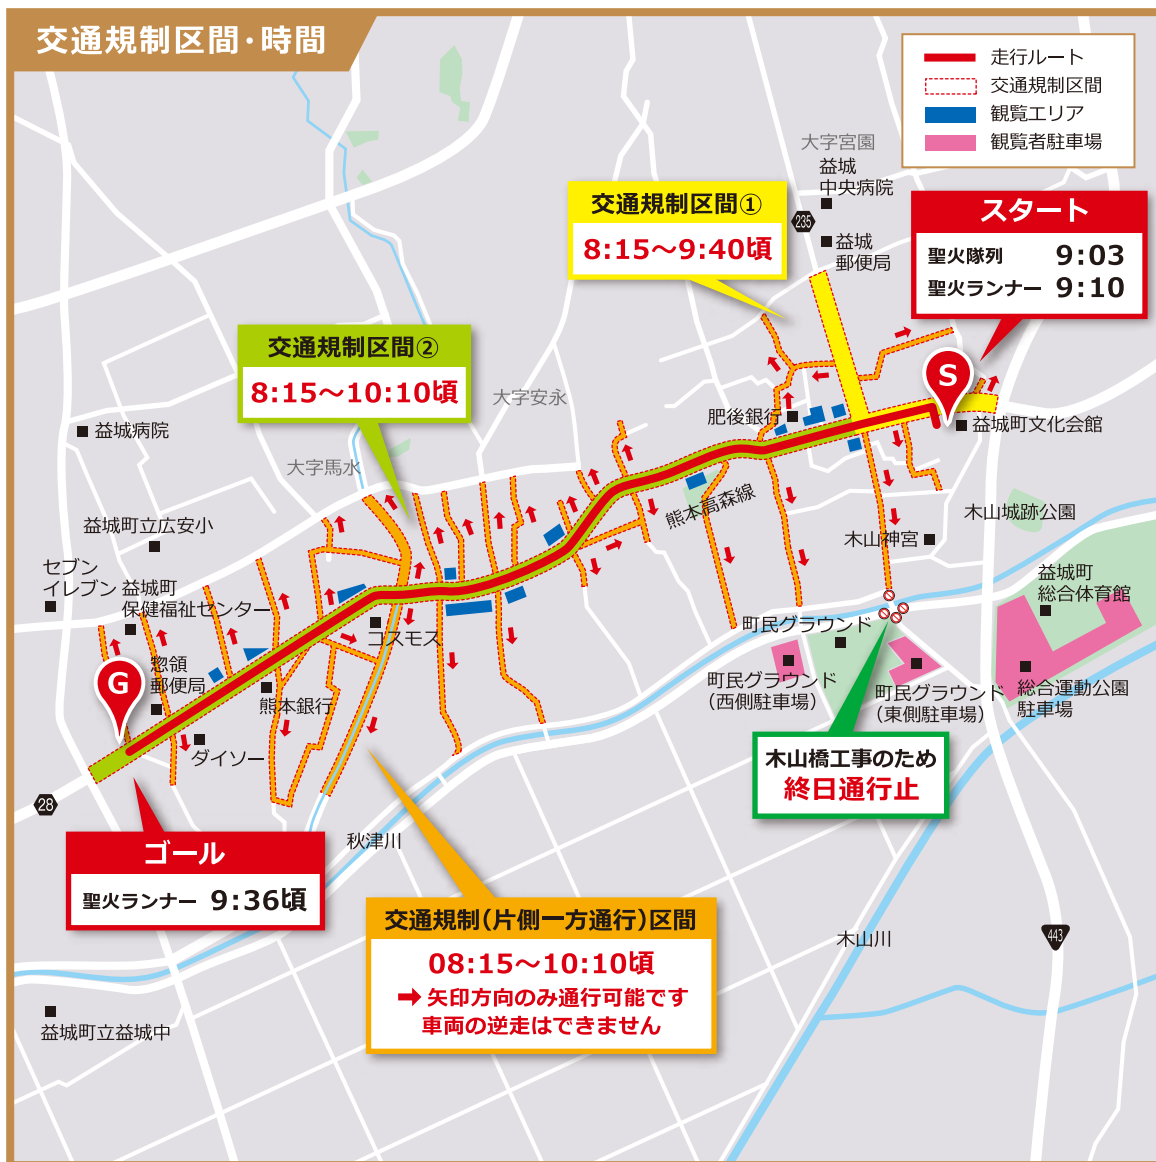 交通規制区間・時間
走行ルート
交通規制区間
観覧エリア
観覧者駐車場
大字宮園
益城
中央病院
235
益城
郵便局
交通規制区間①
8:15～9:40頃
スタート
聖火隊列 9:03
聖火ランナー 9:10
交通規制区間②
8:15～10:10頃
S
大字安永
肥後銀行
益城町文化会館
益城病院
大字馬水
熊本高森線
木山城跡公園
益城町立広安小
木山神宮
セブン
イレブン
益城町
保健福祉センター
益城町
総合体育館
コスモス
町民グラウンド
惣領
郵便局
G
熊本銀行
町民グラウンド
(西側駐車場)
町民グラウンド
(東側駐車場)
総合運動公園
駐車場
ダイソー
木山橋工事のため
終日通行止
28
秋津川
ゴール
聖火ランナー 9:36頃
交通規制(片側一方通行)区間
08:15～10:10頃
➡矢印方向のみ通行可能です
車両の逆走はできません
木山川
443
益城町立益城中